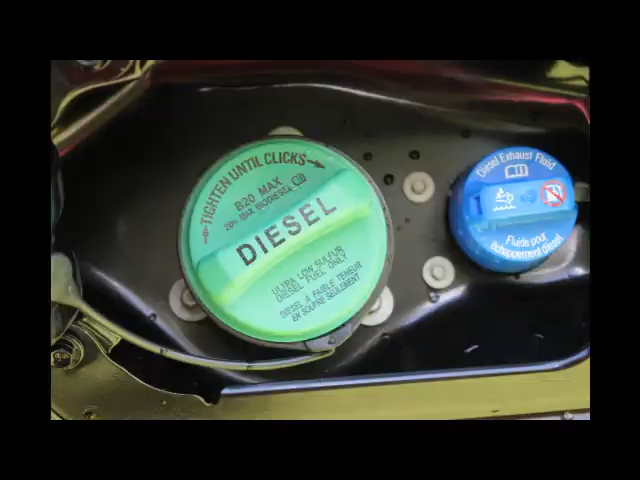 TIGHTEN UNTIL CLICKS
B20 MAX
20% MAX BIODIESEL
DIESEL
ULTRA LOW SULFUR
DIESEL FUEL ONLY
DIESEL À FAIBLE TENEUR
EN SOUFRE SEULEMENT
Diesel Exhaust Fluid
Fluide pour
échappement diesel